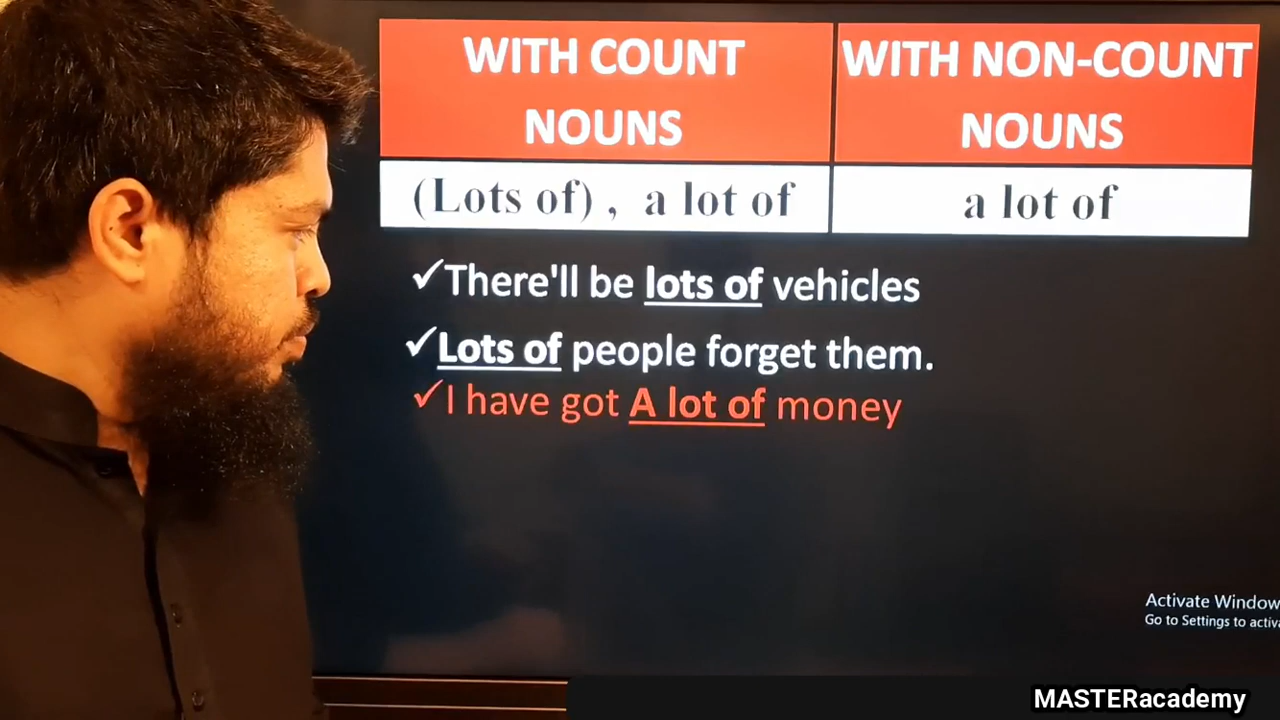 WITH COUNT
NOUNS
WITH NON-COUNT
NOUNS
(Lots of) , a lot of
a lot of
✓There'll be lots of vehicles
✓Lots of people forget them.
✓I have got A lot of money
Activate Window
Go to Settings to activa
MASTERacademy